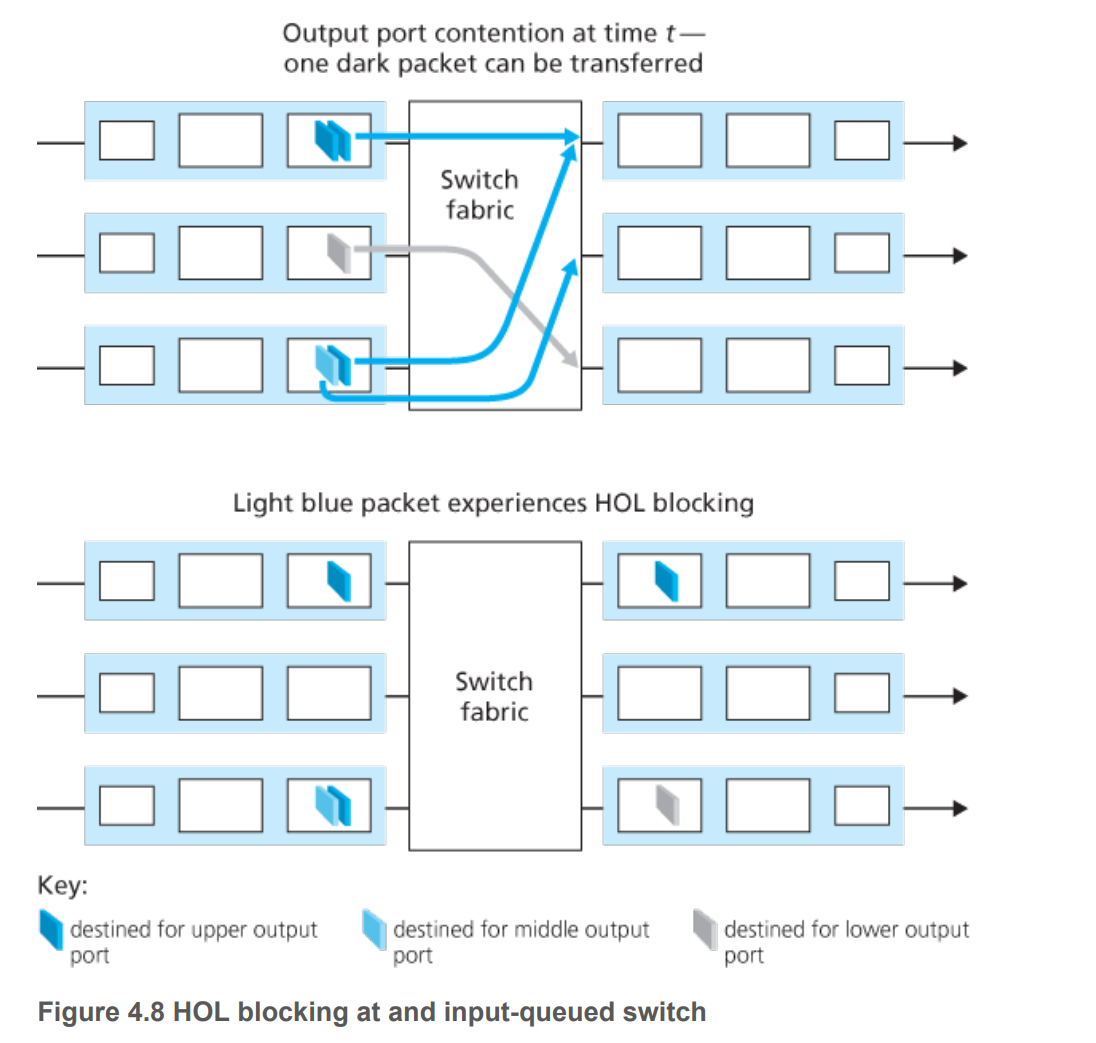 Output port contention at time t—
one dark packet can be transferred
Switch
fabric
Light blue packet experiences HOL blocking
Switch
fabric
Key:
destined for upper output
port
destined for middle output
port
destined for lower output
port
Figure 4.8 HOL blocking at and input-queued switch